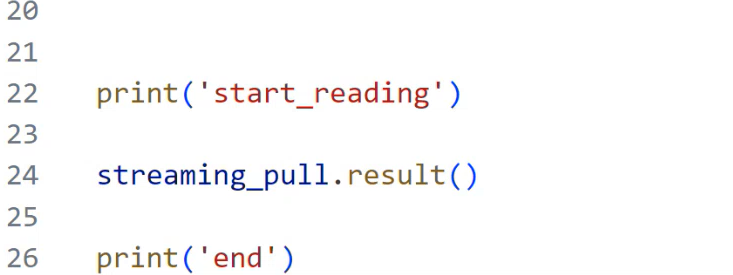 20
21
22 print('start_reading')
23
24 streaming_pull.result()
25
26 print('end')